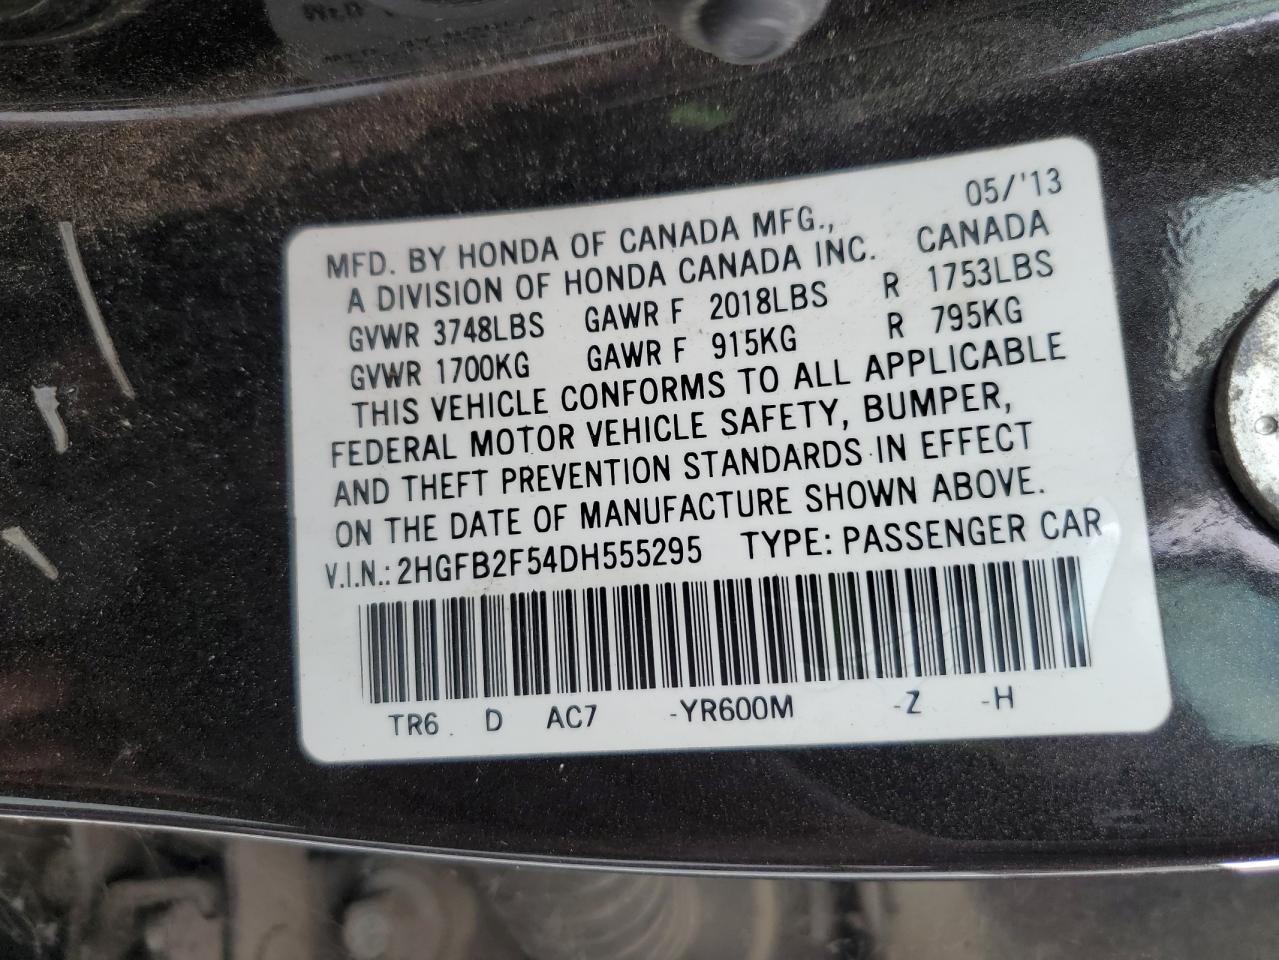 05/'13
MFD. BY HONDA OF CANADA MFG.,
A DIVISION OF HONDA CANADA INC. CANADA
GVWR 3748LBS GAWR F 2018LBS R 1753LBS
GVWR 1700KG GAWR F 915KG R 795KG
THIS VEHICLE CONFORMS TO ALL APPLICABLE
FEDERAL MOTOR VEHICLE SAFETY, BUMPER,
AND THEFT PREVENTION STANDARDS IN EFFECT
ON THE DATE OF MANUFACTURE SHOWN ABOVE.
V.I.N.: 2HGFB2F54DH555295 TYPE: PASSENGER CAR
TR6 D AC7 -YR600M -Z -H